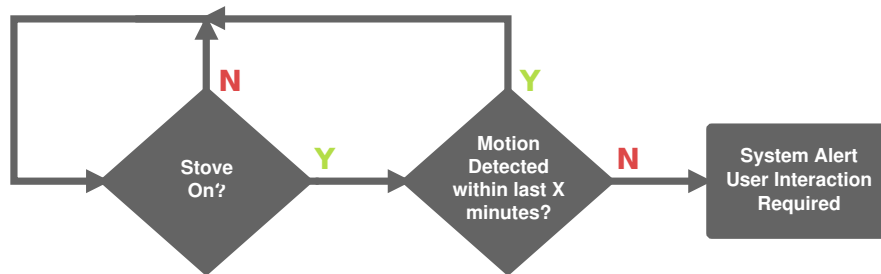 N
Y
Stove
On?
Y
Motion
Detected
within last X
minutes?
N
System Alert
User Interaction
Required